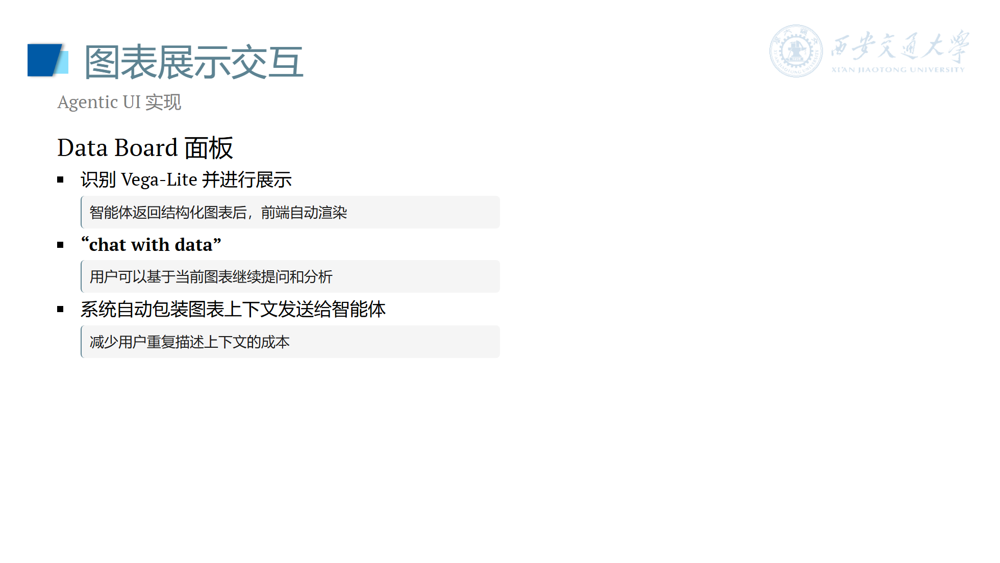 图表展示交互
西安交通大学
XI'AN JIAOTONG UNIVERSITY
Agentic UI 实现
Data Board 面板
识别 Vega-Lite 并进行展示
智能体返回结构化图表后，前端自动渲染
“chat with data”
用户可以基于当前图表继续提问和分析
系统自动包装图表上下文发送给智能体
减少用户重复描述上下文的成本